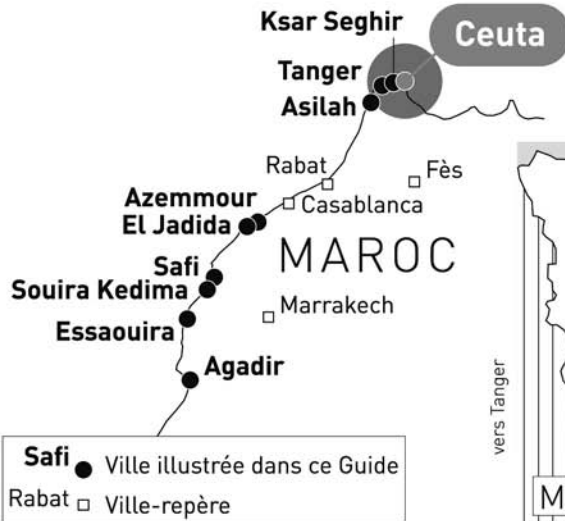 Ksar Seghir
Ceuta
Tanger
Asilah
Rabat
Fès
Azemmour
Casablanca
El Jadida
MAROC
Safi
Souira Kedima
Marrakech
Essaouira
Agadir
vers Tanger
Safi Ville illustrée dans ce Guide
Rabat Ville-repère
M